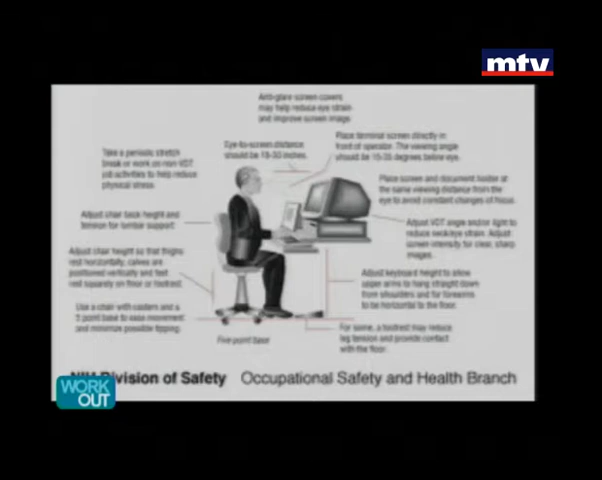 mtv
Anti-glare screen covers
may help reduce eye strain
and improve screen image.
Place terminal screen directly in
front of operator. The viewing angle
should be 15-35 degrees below eye.
Eye-to-screen distance
should be 18-30 inches.
Take a periodic stretch
break or work on non-VDT
job activities to help reduce
physical stress.
Place screen and document holder at
the same viewing distance from the
eye to avoid constant changes of focus.
Adjust chair back height and
tension for lumbar support
Adjust VDT angle and/or light to
reduce neck/eye strain. Adjust
screen intensity for clear, sharp
images.
Adjust chair height so that thighs
rest horizontally, calves are
positioned vertically and feet
rest squarely on floor or footrest.
Adjust keyboard height to allow
upper arms to hang straight down
from shoulders and for forearms
to be horizontal to the floor.
Use a chair with casters and a
5 point base to ease movement
and minimize possible tipping.
Five point base
For some, a footrest may reduce
leg tension and provide contact
with the floor.
Division of Safety Occupational Safety and Health Branch
WORK
OUT